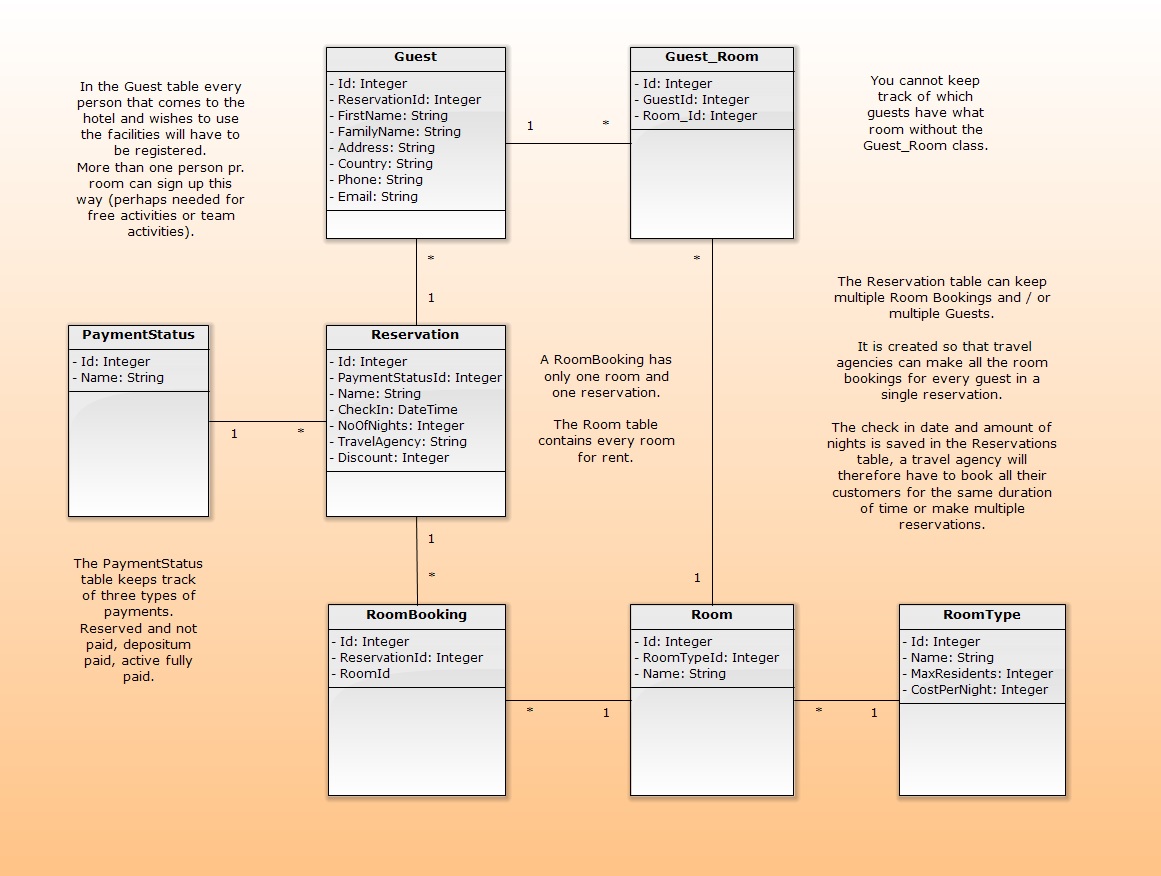 In the Guest table every
person that comes to the
hotel and wishes to use
the facilities will have to
be registered.
More than one person pr.
room can sign up this
way (perhaps needed for
free activities or team
activities).
Guest
- Id: Integer
- ReservationId: Integer
- FirstName: String
- FamilyName: String
- Address: String
- Country: String
- Phone: String
- Email: String
1
*
Guest_Room
- Id: Integer
- GuestId: Integer
- Room_Id: Integer
You cannot keep
track of which
guests have what
room without the
Guest_Room class.
*
1
*
1
PaymentStatus
- Id: Integer
- Name: String
1
*
Reservation
- Id: Integer
- PaymentStatusId: Integer
- Name: String
- CheckIn: DateTime
- NoOfNights: Integer
- TravelAgency: String
- Discount: Integer
A RoomBooking has
only one room and
one reservation.
The Room table
contains every room
for rent.
The Reservation table can keep
multiple Room Bookings and / or
multiple Guests.
It is created so that travel
agencies can make all the room
bookings for every guest in a
single reservation.
The check in date and amount of
nights is saved in the Reservations
table, a travel agency will
therefore have to book all their
customers for the same duration
of time or make multiple
reservations.
The PaymentStatus
table keeps track
of three types of
payments.
Reserved and not
paid, depositum
paid, active fully
paid.
1
*
RoomBooking
- Id: Integer
- ReservationId: Integer
- RoomId
*
1
Room
- Id: Integer
- RoomTypeId: Integer
- Name: String
*
1
RoomType
- Id: Integer
- Name: String
- MaxResidents: Integer
- CostPerNight: Integer